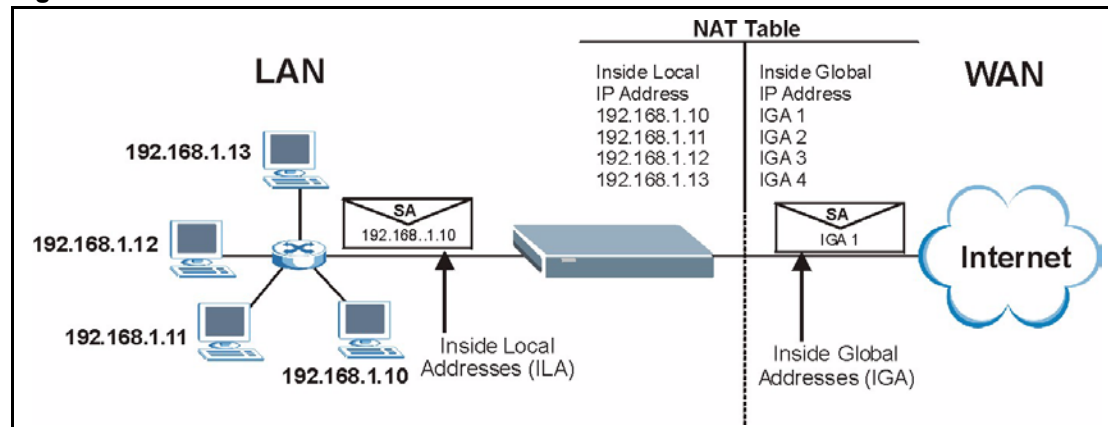 NAT Table
LAN
WAN
Inside Local
IP Address
192.168.1.10
192.168.1.11
192.168.1.12
192.168.1.13
Inside Global
IP Address
IGA 1
IGA 2
IGA 3
IGA 4
192.168.1.13
192.168.1.12
192.168.1.11
192.168.1.10
SA
192.168..1.10
SA
IGA 1
Internet
Inside Local
Addresses (ILA)
Inside Global
Addresses (IGA)